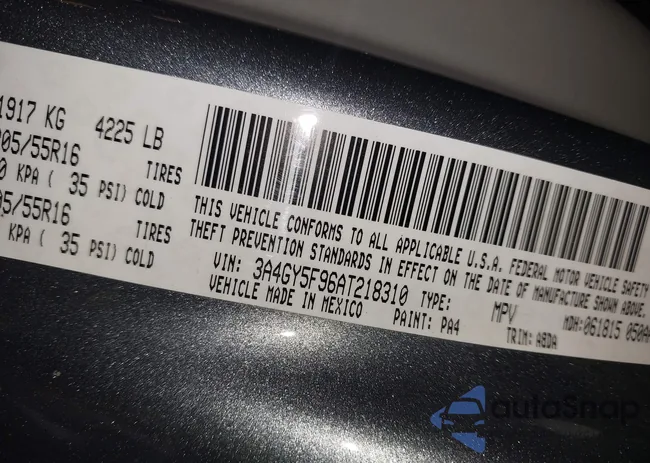 1917 KG 4225 LB
05/55R16 TIRES
0 KPA ( 35 PSI) COLD
05/55R16 TIRES
KPA ( 35 PSI) COLD
THIS VEHICLE CONFORMS TO ALL APPLICABLE U.S.A. FEDERAL MOTOR VEHICLE SAFETY
THEFT PREVENTION STANDARDS IN EFFECT ON THE DATE OF MANUFACTURE SHOWN ABOVE.
VIN: 3A4GY5F96AT218310 TYPE: MPV
VEHICLE MADE IN MEXICO PAINT: PA4 MDH:061815 050A
TRIM: A8DA
autoSnap